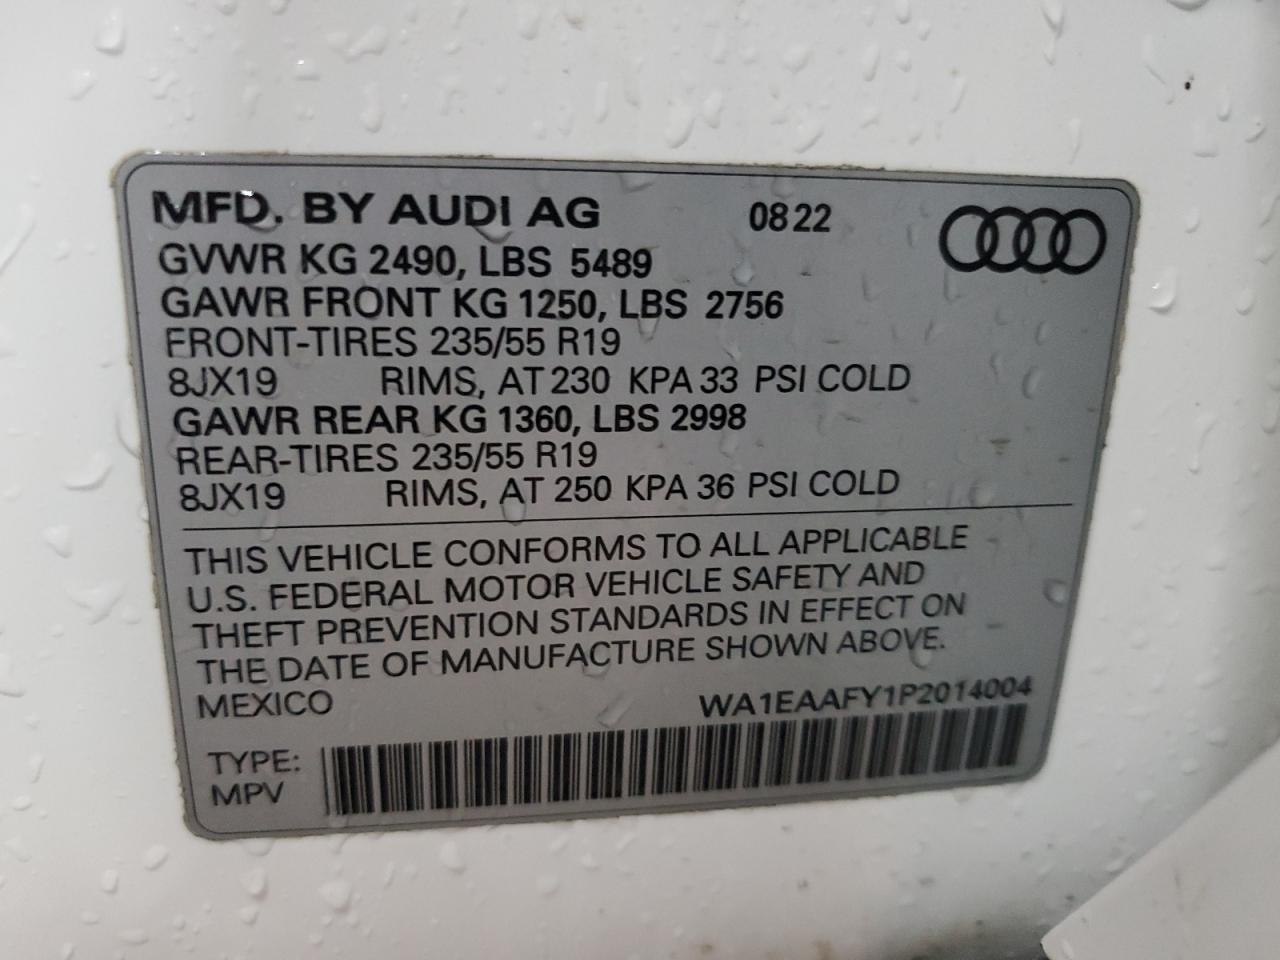 MFD. BY AUDI AG 0822
GVWR KG 2490, LBS 5489
GAWR FRONT KG 1250, LBS 2756
FRONT-TIRES 235/55 R19
8JX19 RIMS, AT 230 KPA 33 PSI COLD
GAWR REAR KG 1360, LBS 2998
REAR-TIRES 235/55 R19
8JX19 RIMS, AT 250 KPA 36 PSI COLD
THIS VEHICLE CONFORMS TO ALL APPLICABLE
U.S. FEDERAL MOTOR VEHICLE SAFETY AND
THEFT PREVENTION STANDARDS IN EFFECT ON
THE DATE OF MANUFACTURE SHOWN ABOVE.
MEXICO WA1EAAFY1P2014004
TYPE:
MPV